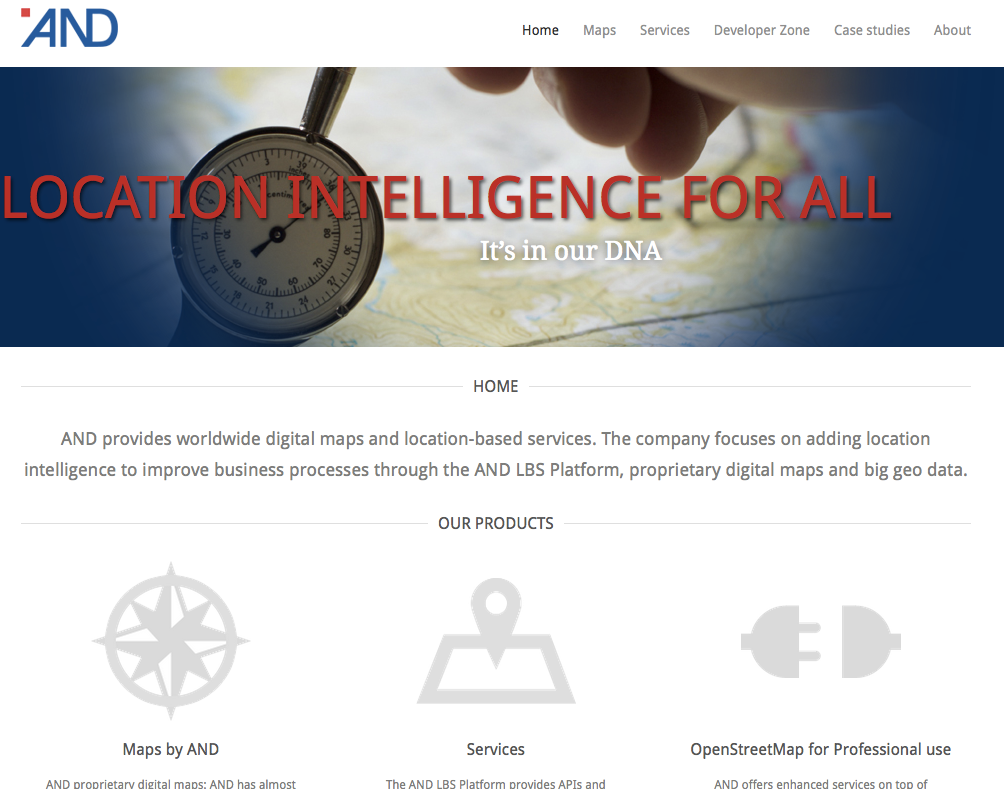 AND
Home Maps Services Developer Zone Case studies About
LOCATION INTELLIGENCE FOR ALL
It's in our DNA
HOME
AND provides worldwide digital maps and location-based services. The company focuses on adding location
intelligence to improve business processes through the AND LBS Platform, proprietary digital maps and big geo data.
OUR PRODUCTS
Maps by AND
Services
OpenStreetMap for Professional use
AND proprietary digital maps: AND has almost
The AND LBS Platform provides APIs and
AND offers enhanced services on top of